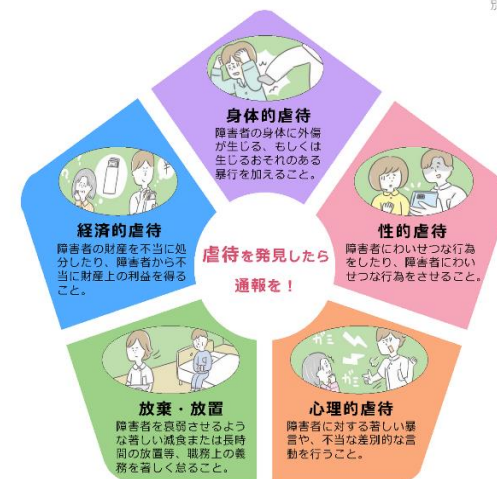 身体的虐待
障害者の身体に外傷
が生じる、もしくは
生じるおそれのある
暴行を加えること。
経済的虐待
障害者の財産を不当に処
分したり、障害者から不
当に財産上の利益を得る
こと。
虐待を発見したら
通報を！
性的虐待
障害者にわいせつな行為
をしたり、障害者にわい
せつな行為をさせること。
放棄・放置
障害者を衰弱させるよう
な著しい減食または長時
間の放置等、職務上の義
務を著しく怠ること。
ガミ
ガミ
心理的虐待
障害者に対する著しい暴
言や、不当な差別的な言
動を行うこと。